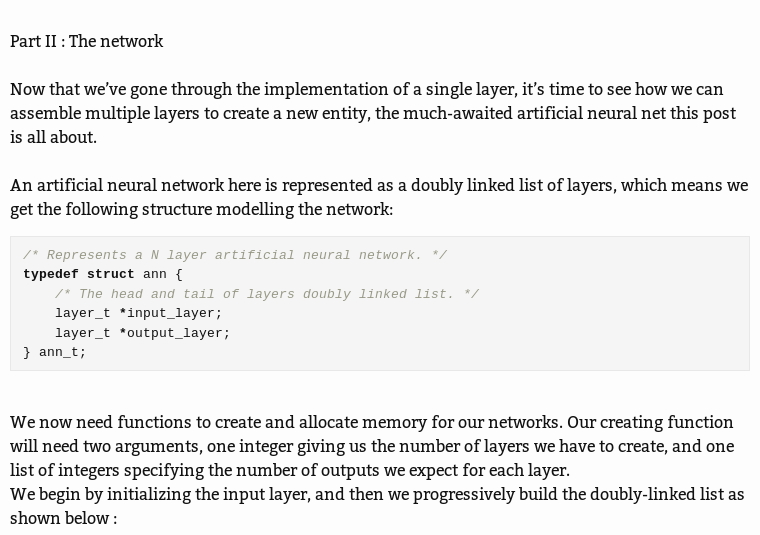 Part II : The network
Now that we’ve gone through the implementation of a single layer, it’s time to see how we can
assemble multiple layers to create a new entity, the much-awaited artificial neural net this post
is all about.
An artificial neural network here is represented as a doubly linked list of layers, which means we
get the following structure modelling the network:
/* Represents a N layer artificial neural network. */
typedef struct ann {
    /* The head and tail of layers doubly linked list. */
    layer_t *input_layer;
    layer_t *output_layer;
} ann_t;
We now need functions to create and allocate memory for our networks. Our creating function
will need two arguments, one integer giving us the number of layers we have to create, and one
list of integers specifying the number of outputs we expect for each layer.
We begin by initializing the input layer, and then we progressively build the doubly-linked list as
shown below :